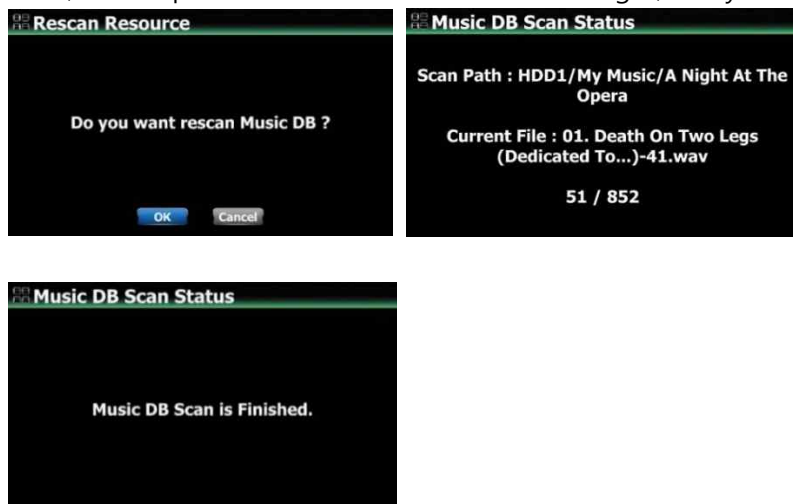 Rescan Resource
Do you want rescan Music DB ?
OK
Cancel
Music DB Scan Status
Scan Path : HDD1/My Music/A Night At The
Opera
Current File : 01. Death On Two Legs
(Dedicated To...)-41.wav
51 / 852
Music DB Scan Status
Music DB Scan is Finished.